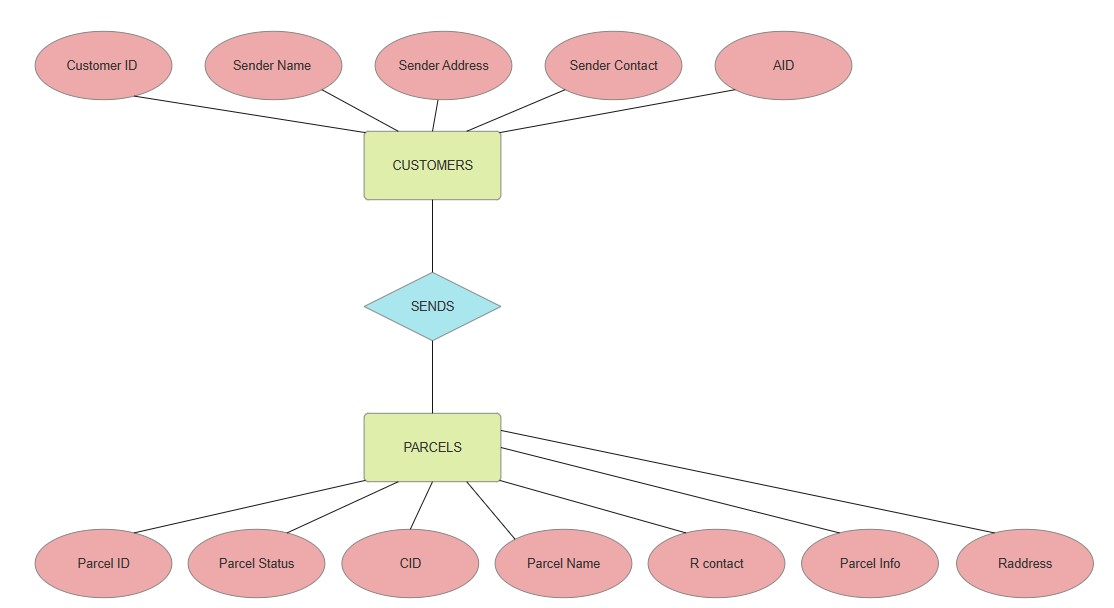 Customer ID
Sender Name
Sender Address
Sender Contact
AID
CUSTOMERS
SENDS
PARCELS
Parcel ID
Parcel Status
CID
Parcel Name
R contact
Parcel Info
Raddress